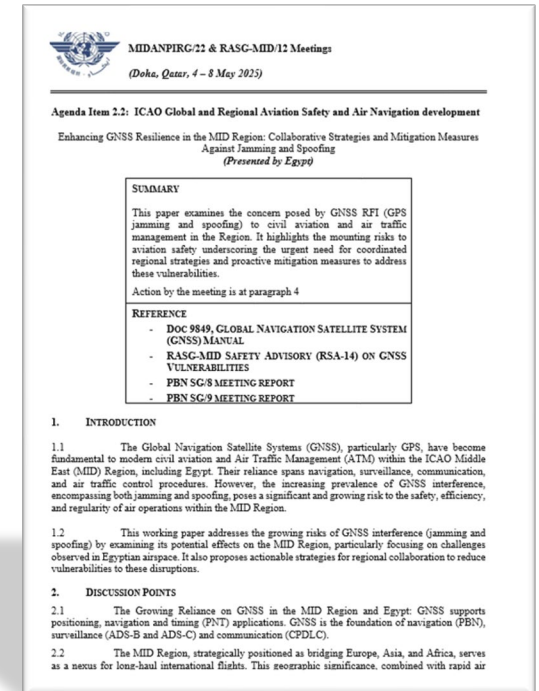 MIDANPIRG/22 & RASG-MID/12 Meetings
(Doha, Qatar, 4 – 8 May 2025)
Agenda Item 2.2: ICAO Global and Regional Aviation Safety and Air Navigation development
Enhancing GNSS Resilience in the MID Region: Collaborative Strategies and Mitigation Measures
Against Jamming and Spoofing
(Presented by Egypt)
SUMMARY
This paper examines the concern posed by GNSS RFI (GPS
jamming and spoofing) to civil aviation and air traffic
management in the Region. It highlights the mounting risks to
aviation safety underscoring the urgent need for coordinated
regional strategies and proactive mitigation measures to address
these vulnerabilities.
Action by the meeting is at paragraph 4
REFERENCE
- DOC 9849, GLOBAL NAVIGATION SATELLITE SYSTEM
(GNSS) MANUAL
- RASG-MID SAFETY ADVISORY (RSA-14) ON GNSS
VULNERABILITIES
- PBN SG/8 MEETING REPORT
- PBN SG/9 MEETING REPORT
1. INTRODUCTION
1.1 The Global Navigation Satellite Systems (GNSS), particularly GPS, have become
fundamental to modern civil aviation and Air Traffic Management (ATM) within the ICAO Middle
East (MID) Region, including Egypt. Their reliance spans navigation, surveillance, communication,
and air traffic control procedures. However, the increasing prevalence of GNSS interference,
encompassing both jamming and spoofing, poses a significant and growing risk to the safety, efficiency,
and regularity of air operations within the MID Region.
1.2 This working paper addresses the growing risks of GNSS interference (jamming and
spoofing) by examining its potential effects on the MID Region, particularly focusing on challenges
observed in Egyptian airspace. It also proposes actionable strategies for regional collaboration to reduce
vulnerabilities to these disruptions.
2. DISCUSSION POINTS
2.1 The Growing Reliance on GNSS in the MID Region and Egypt: GNSS supports
positioning, navigation and timing (PNT) applications. GNSS is the foundation of navigation (PBN),
surveillance (ADS-B and ADS-C) and communication (CPDLC).
2.2 The MID Region, strategically positioned as bridging Europe, Asia, and Africa, serves
as a nexus for long-haul international flights. This geographic significance, combined with rapid air